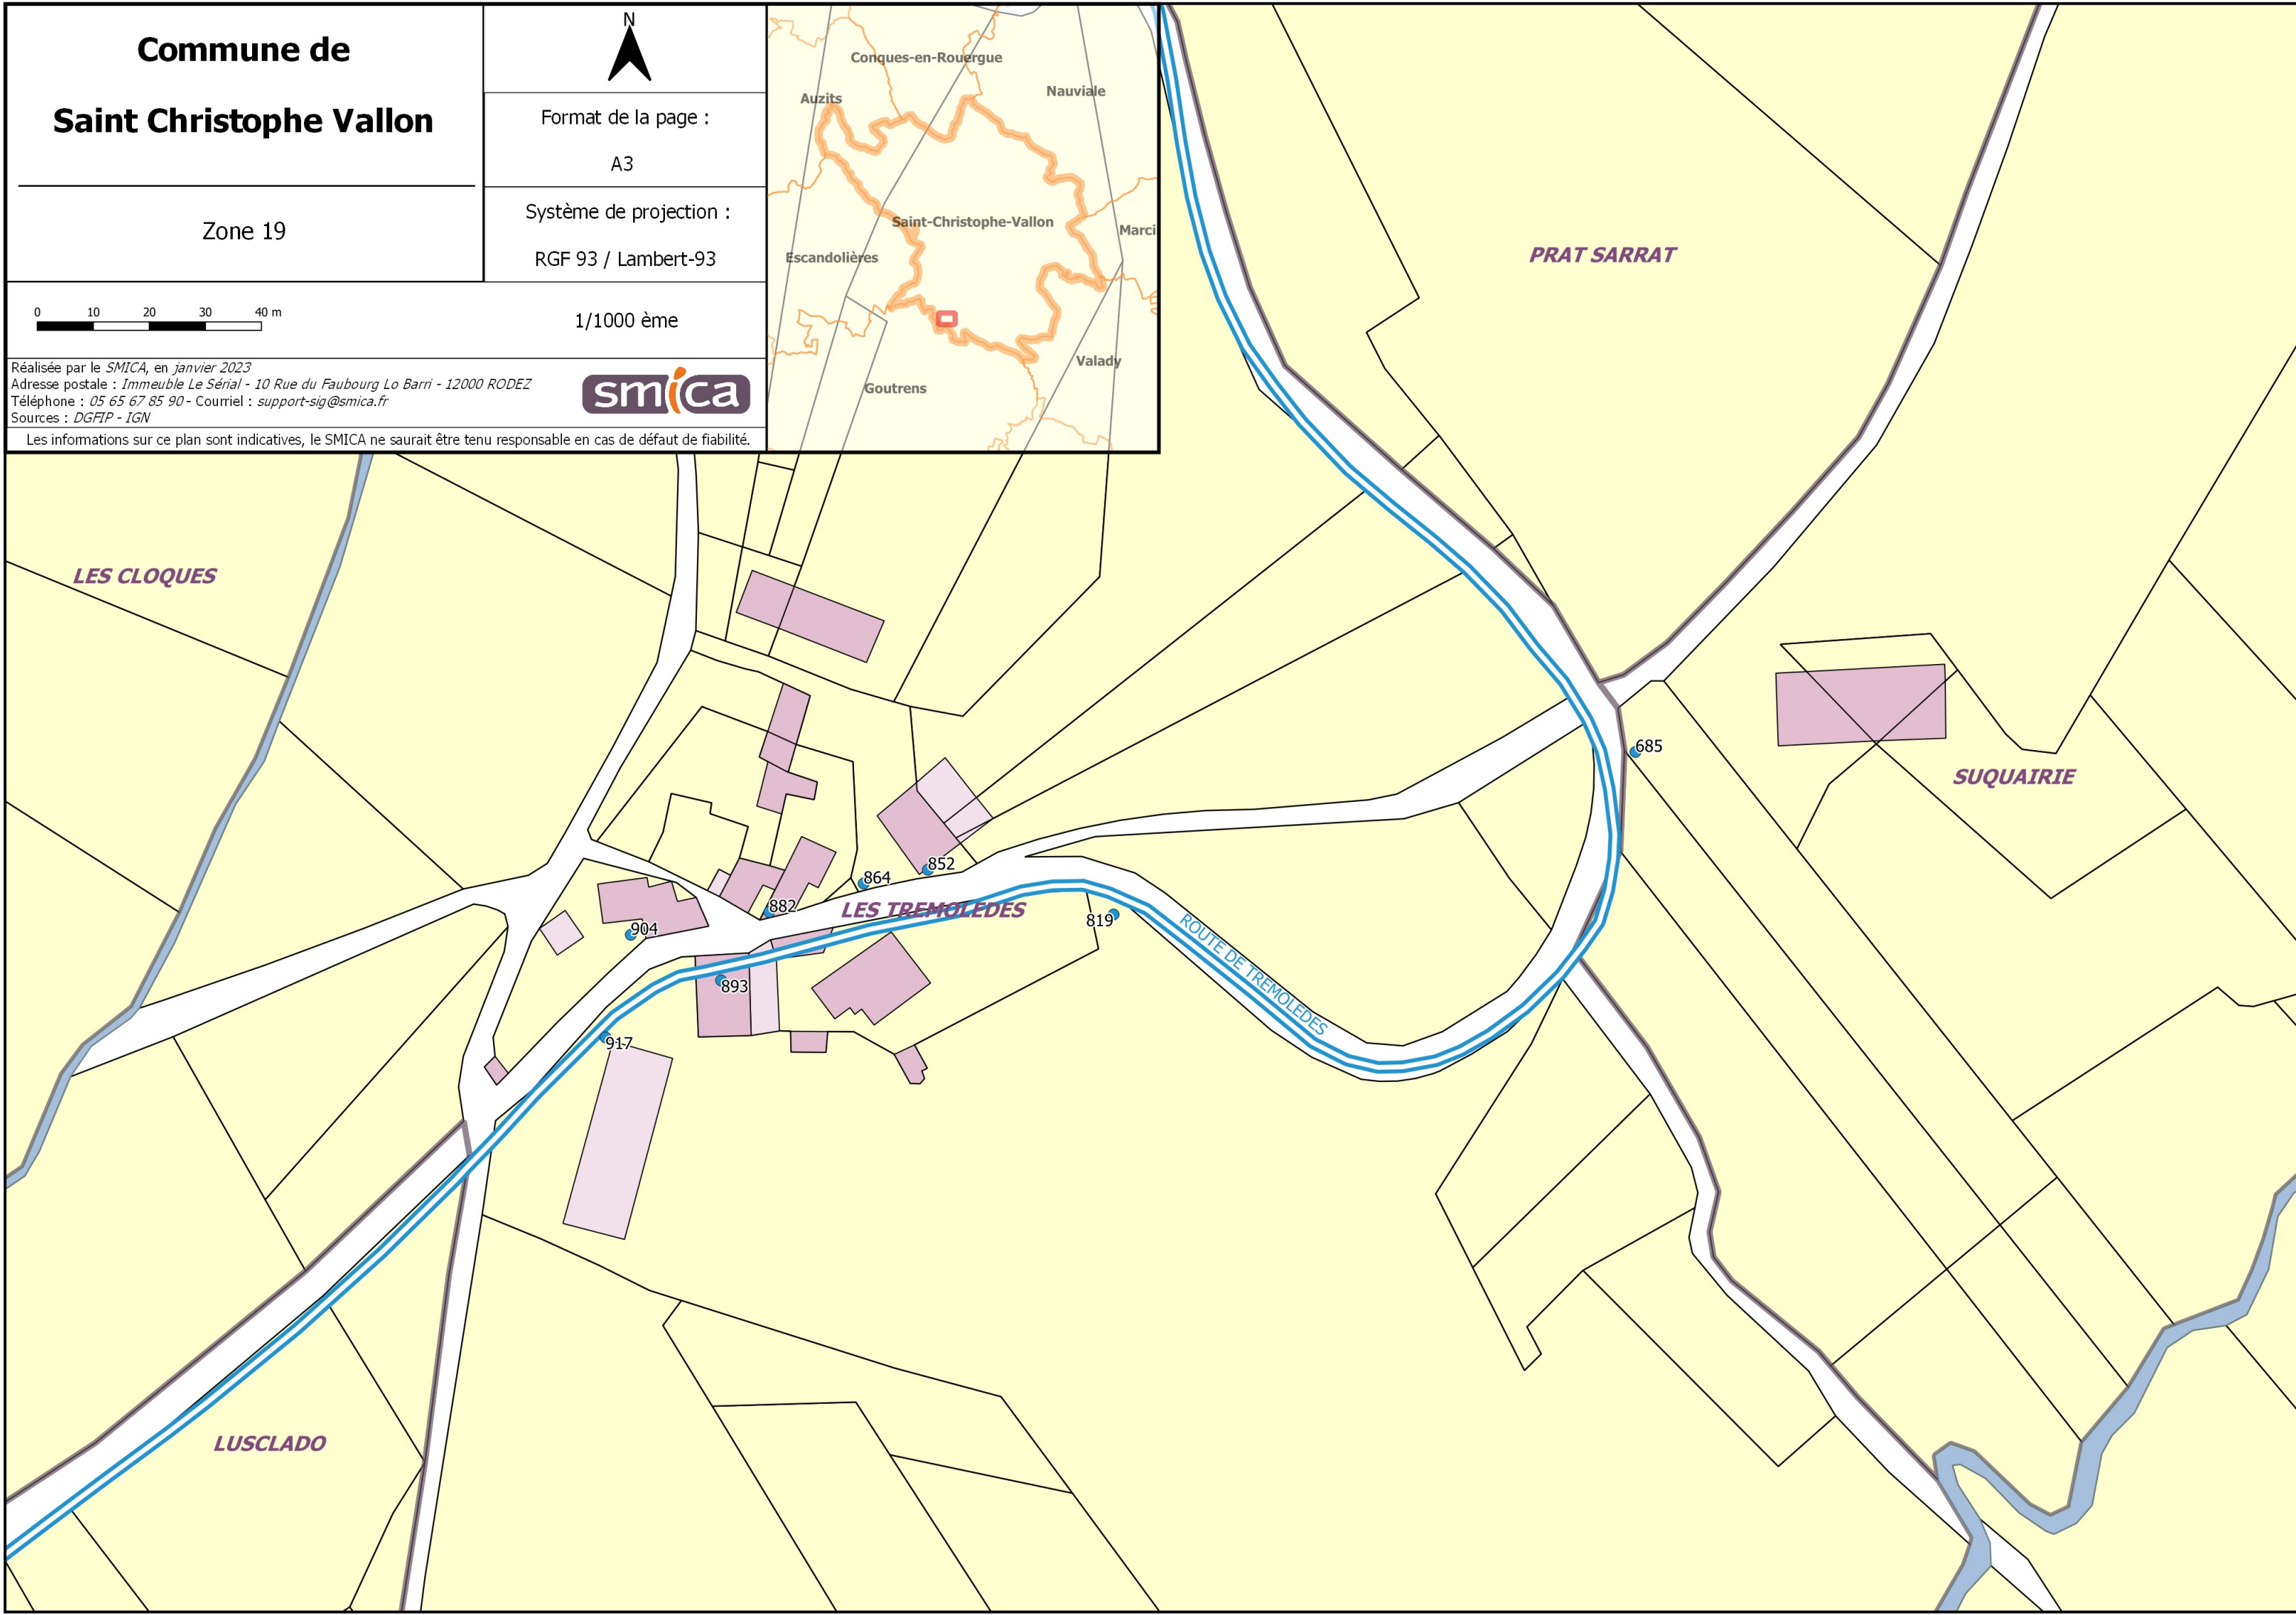 Commune de
Saint Christophe Vallon
Zone 19
N
Format de la page :
A3
Système de projection :
RGF 93 / Lambert-93
0 10 20 30 40 m
1/1000 ème
Réalisée par le SMICA, en janvier 2023
Adresse postale : Immeuble Le Sérial - 10 Rue du Faubourg Lo Barri - 12000 RODEZ
Téléphone : 05 65 67 85 90 - Courriel : support-sig@smica.fr
Sources : DGFIP - IGN
smica
Les informations sur ce plan sont indicatives, le SMICA ne saurait être tenu responsable en cas de défaut de fiabilité.
Conques-en-Rouergue
Auzits
Nauviale
Saint-Christophe-Vallon
Marci
Escandolières
Valady
Goutrens
PRAT SARRAT
LES CLOQUES
685
SUQUAIRIE
852
864
882
LES TREMOLEDES
819
904
ROUTE DE TREMOLEDES
893
917
LUSCLADO